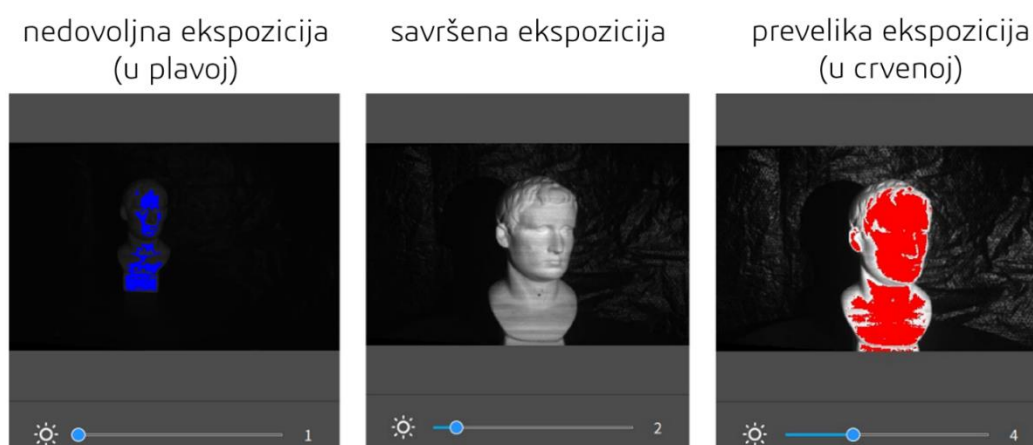 nedovoljna ekspozicija
(u plavoj)
savršena ekspozicija
prevelika ekspozicija
(u crvenoj)
1
2
4